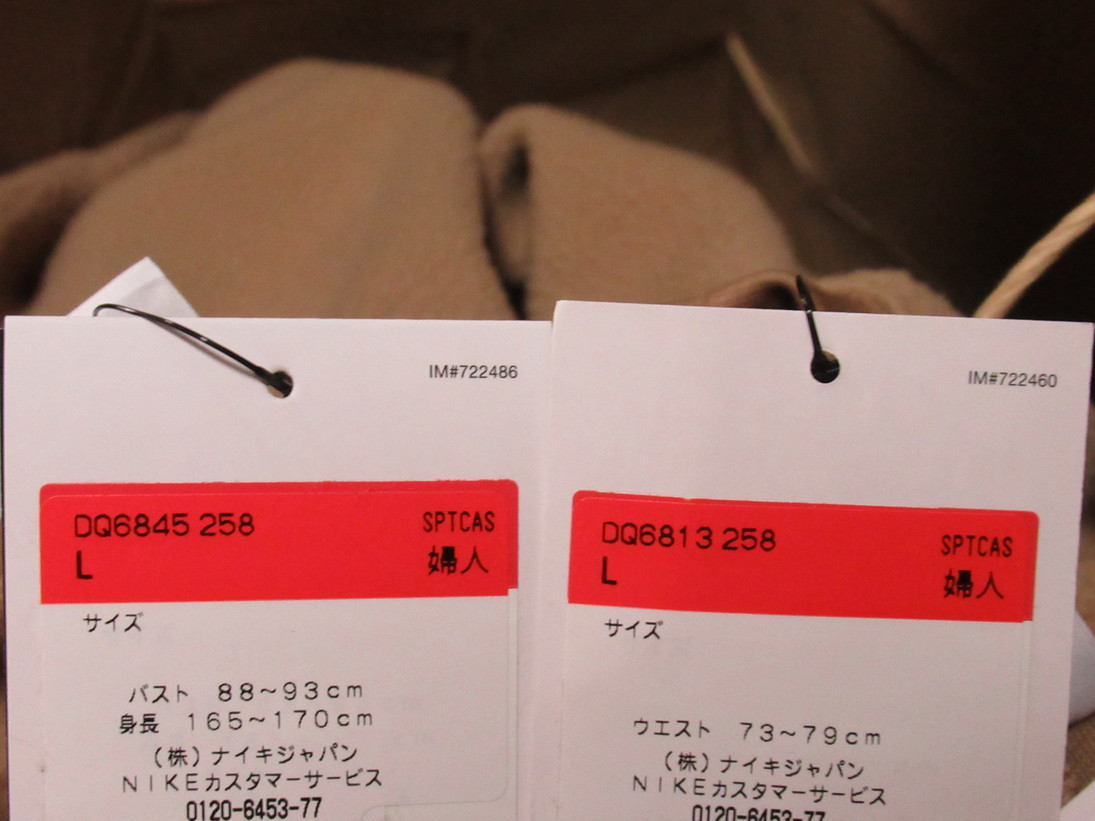 IM#722486
DQ6845 258 SPTCAS
L 婦人
サイズ
バスト 88~93cm
身長 165~170cm
(株)ナイキジャパン
NIKEカスタマーサービス
0120-6453-77
IM#722460
DQ6813 258 SPTCAS
L 婦人
サイズ
ウエスト 73~79cm
(株)ナイキジャパン
NIKEカスタマーサービス
0120-6453-77